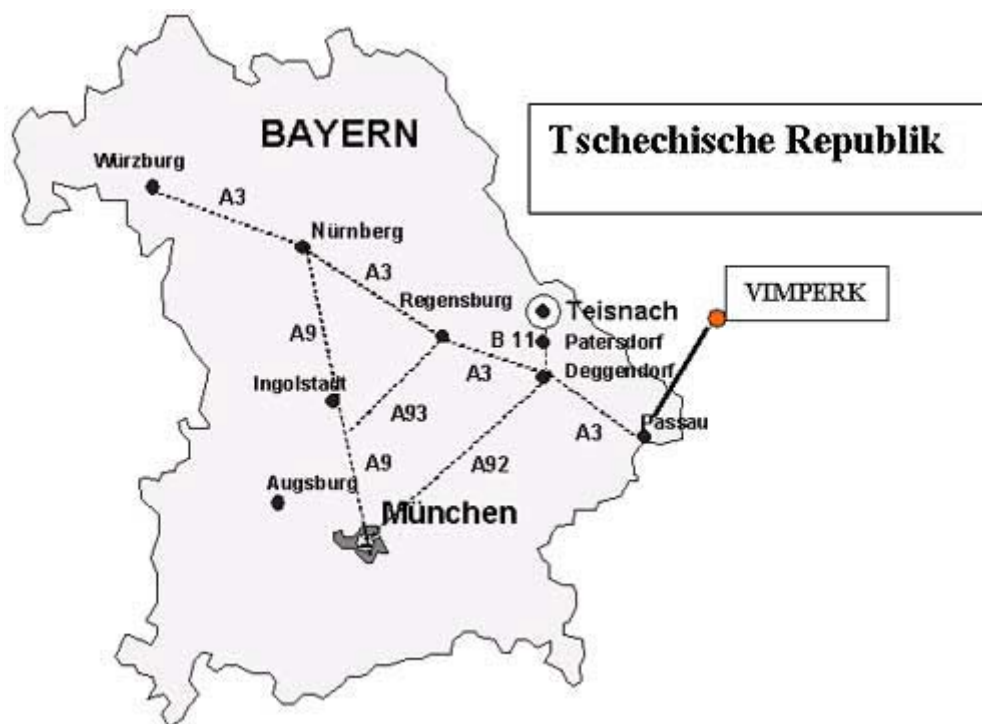 BAYERN
Tschechische Republik
Würzburg
A3
Nürnberg
A3
VIMPERK
Regensburg
Teisnach
A9
B 11
Patersdorf
A3
Deggendorf
Ingolstadt
A93
Passau
A3
A9
A92
Augsburg
München